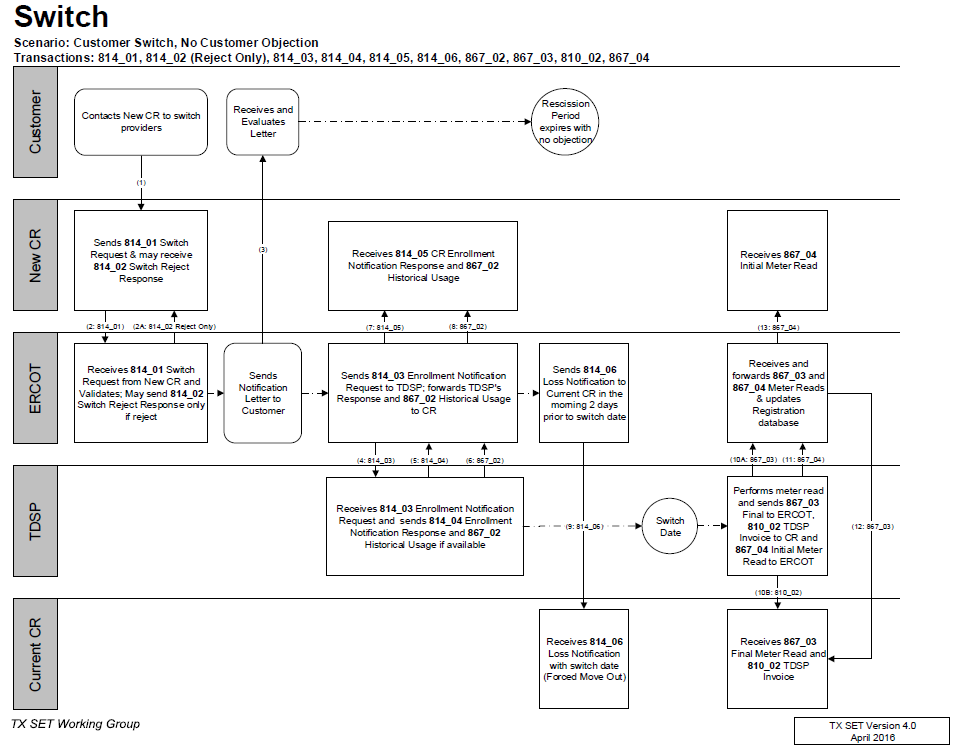 Switch
Scenario: Customer Switch, No Customer Objection
Transactions: 814_01, 814_02 (Reject Only), 814_03, 814_04, 814_05, 814_06, 867_02, 867_03, 810_02, 867_04
Customer
Contacts New CR to switch
providers
Receives and
Evaluates
Letter
Rescission
Period
expires with
no objection
(1)
New CR
Sends 814_01 Switch
Request & may receive
814_02 Switch Reject
Response
(3)
Receives 814_05 CR Enrollment
Notification Response and 867_02
Historical Usage
Receives 867_04
Initial Meter Read
(2: 814_01)
(2A: 814_02 Reject Only)
(7: 814_05)
(8: 867_02)
(13: 867_04)
ERCOT
Receives 814_01 Switch
Request from New CR and
Validates; May send 814_02
Switch Reject Response only
if reject
Sends
Notification
Letter to
Customer
Sends 814_03 Enrollment Notification
Request to TDSP; forwards TDSP's
Response and 867_02 Historical Usage
to CR
Sends 814_06
Loss Notification to
Current CR in the
morning 2 days
prior to switch date
Receives and
forwards 867_03 and
867_04 Meter Reads
& updates
Registration
database
(4: 814_03)
(5: 814_04)
(6: 867_02)
(10A: 867_03)
(11: 867_04)
TDSP
Receives 814_03 Enrollment Notification
Request and sends 814_04 Enrollment
Notification Response and 867_02
Historical Usage if available
(9: 814_06)
Switch
Date
Performs meter read
and sends 867_03
Final to ERCOT,
810_02 TDSP
Invoice to CR and
867_04 Initial Meter
Read to ERCOT
(12: 867_03)
(10B: 810_02)
Current CR
Receives 814_06
Loss Notification
with switch date
(Forced Move Out)
Receives 867_03
Final Meter Read and
810_02 TDSP
Invoice
TX SET Working Group
TX SET Version 4.0
April 2016